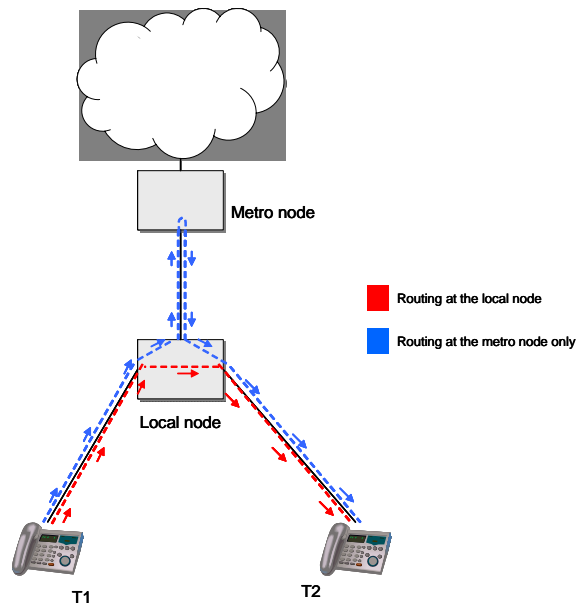 Metro node
Routing at the local node
Routing at the metro node only
Local node
T1
T2